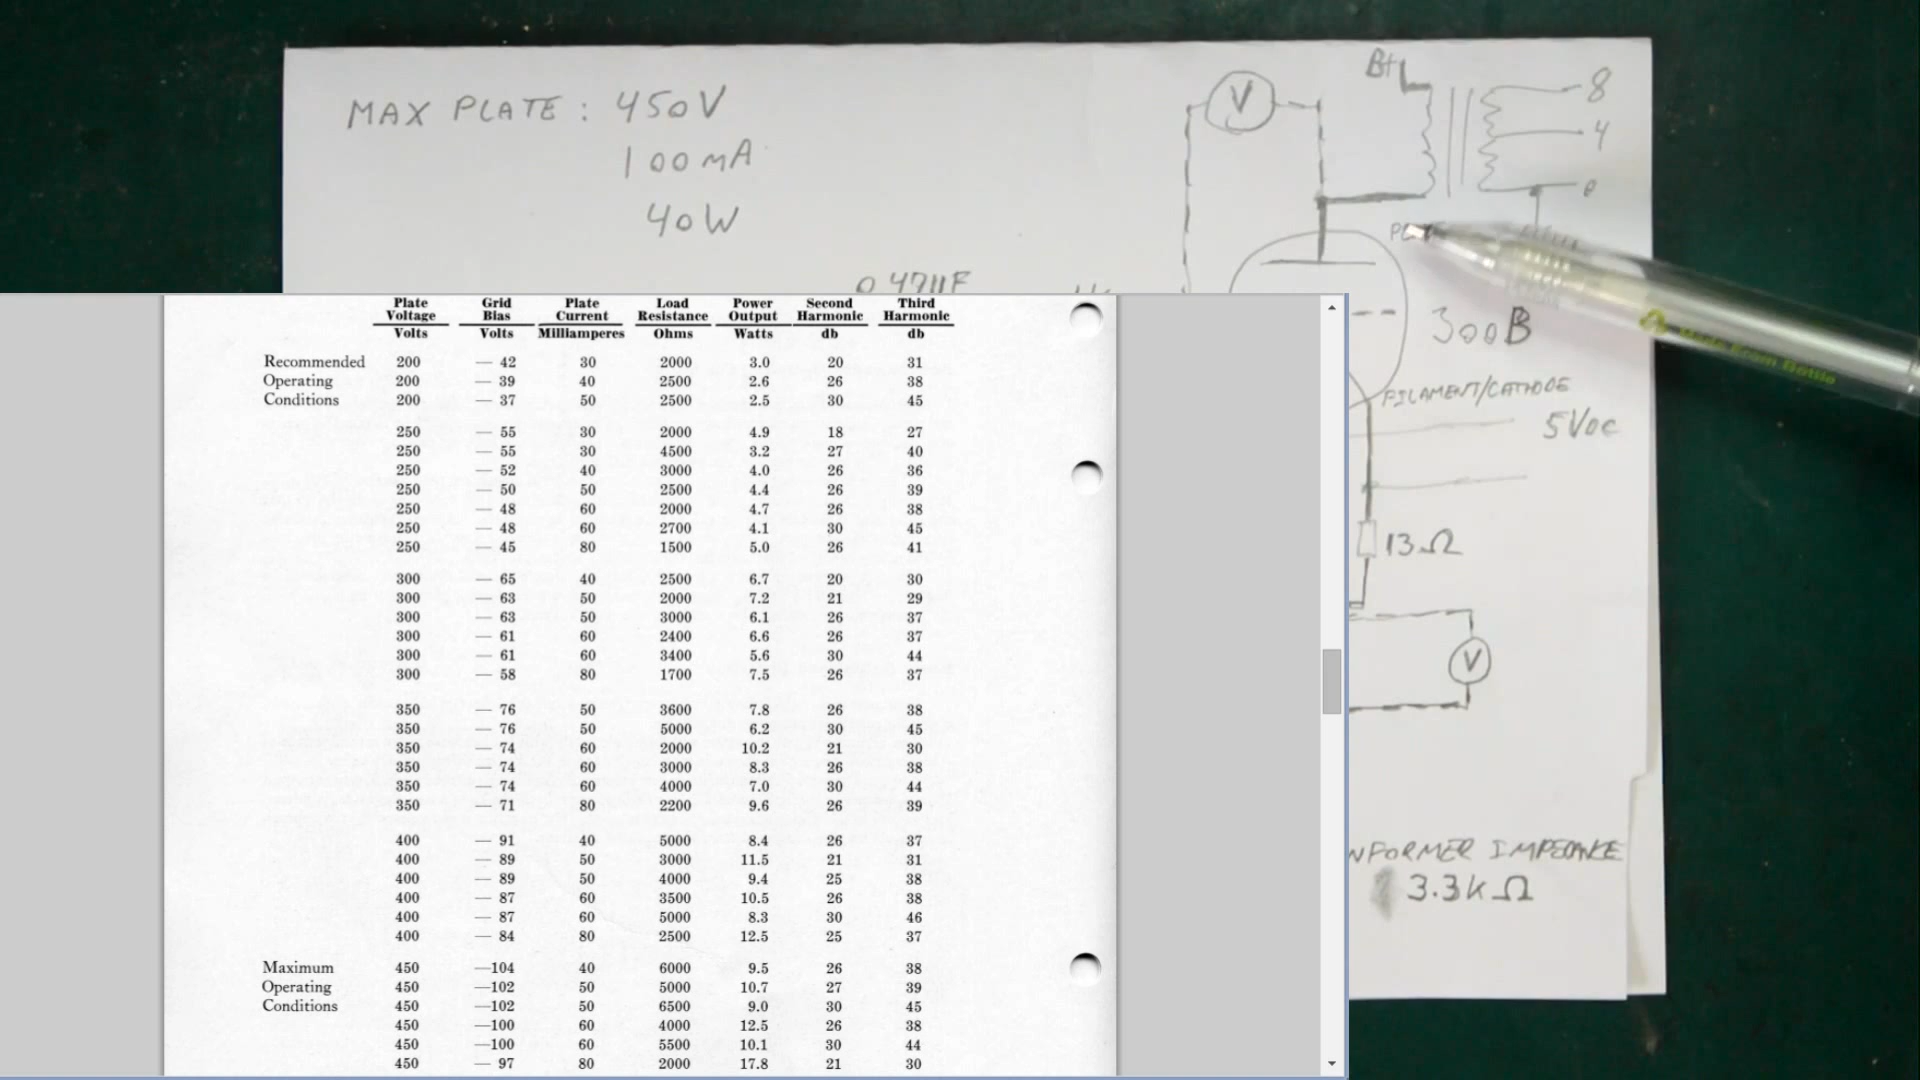 MAX PLATE: 450V
100mA
40W
B+
8
4
0
V
0.47µF
300B
FILAMENT/CATHODE
5VDC
13Ω
V
NFORMER IMPEDANCE
3.3kΩ
Made From Bottle
Plate Voltage Grid Bias Plate Current Load Resistance Power Output Second Harmonic Third Harmonic
Volts Volts Milliamperes Ohms Watts db db
Recommended 200 — 42 30 2000 3.0 20 31
Operating 200 — 39 40 2500 2.6 26 38
Conditions 200 — 37 50 2500 2.5 30 45
250 — 55 30 2000 4.9 18 27
250 — 55 30 4500 3.2 27 40
250 — 52 40 3000 4.0 26 36
250 — 50 50 2500 4.4 26 39
250 — 48 60 2000 4.7 26 38
250 — 48 60 2700 4.1 30 45
250 — 45 80 1500 5.0 26 41
300 — 65 40 2500 6.7 20 30
300 — 63 50 2000 7.2 21 29
300 — 63 50 3000 6.1 26 37
300 — 61 60 2400 6.6 26 37
300 — 61 60 3400 5.6 30 44
300 — 58 80 1700 7.5 26 37
350 — 76 50 3600 7.8 26 38
350 — 76 50 5000 6.2 30 45
350 — 74 60 2000 10.2 21 30
350 — 74 60 3000 8.3 26 38
350 — 74 60 4000 7.0 30 44
350 — 71 80 2200 9.6 26 39
400 — 91 40 5000 8.4 26 37
400 — 89 50 3000 11.5 21 31
400 — 89 50 4000 9.4 25 38
400 — 87 60 3500 10.5 26 38
400 — 87 60 5000 8.3 30 46
400 — 84 80 2500 12.5 25 37
Maximum 450 —104 40 6000 9.5 26 38
Operating 450 —102 50 5000 10.7 27 39
Conditions 450 —102 50 6500 9.0 30 45
450 —100 60 4000 12.5 26 38
450 —100 60 5500 10.1 30 44
450 — 97 80 2000 17.8 21 30